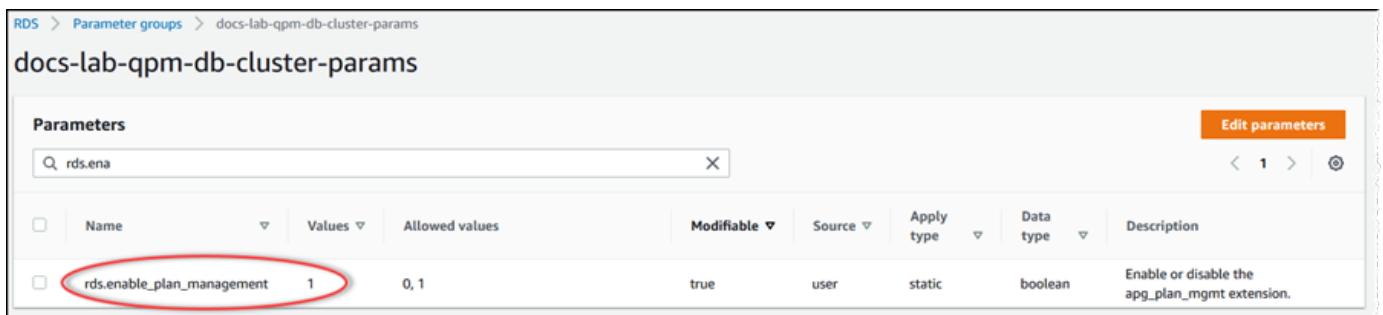 RDS > Parameter groups > docs-lab-qpm-db-cluster-params
docs-lab-qpm-db-cluster-params
Parameters
Edit parameters
rds.ena
1
Name Values Allowed values Modifiable Source Apply type Data type Description
rds.enable_plan_management 1 0, 1 true user static boolean Enable or disable the
apg_plan_mgmt extension.